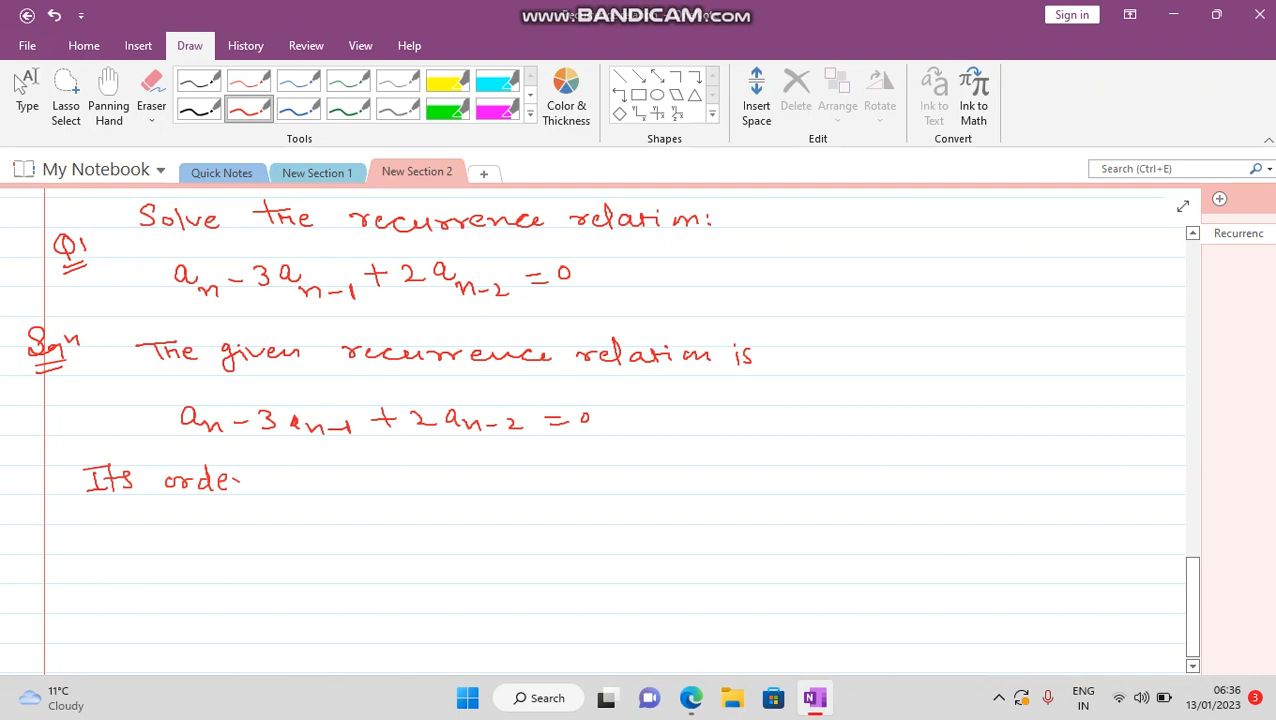 www.BANDICAM.com
Sign in
File Home Insert Draw History Review View Help
Type Lasso Select Panning Hand Eraser Color & Thickness Insert Space Delete Arrange Rotate Ink to Text Ink to Math
Tools Shapes Edit Convert
My Notebook Quick Notes New Section 1 New Section 2 Search (Ctrl+E)
Recurrenc
Solve the recurrence relation:
Q1
aₙ - 3aₙ₋₁ + 2aₙ₋₂ = 0
Solⁿ The given recurrence relation is
aₙ - 3aₙ₋₁ + 2aₙ₋₂ = 0
Its order
11°C
Cloudy
Search
ENG
IN
06:36
13/01/2023
3